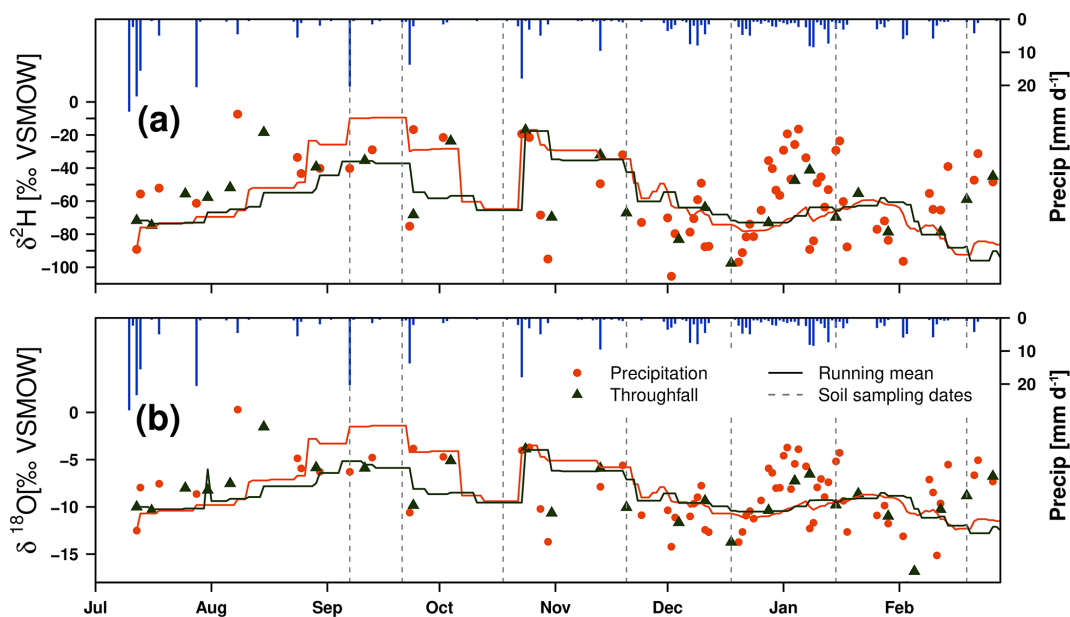 (a)
δ²H [‰ VSMOW]
0
−20
−40
−60
−80
−100
0
10
20
Precip [mm d⁻¹]
(b)
δ ¹⁸O[‰ VSMOW]
0
−5
−10
−15
0
10
20
Precip [mm d⁻¹]
Precipitation
Running mean
Throughfall
Soil sampling dates
Jul Aug Sep Oct Nov Dec Jan Feb